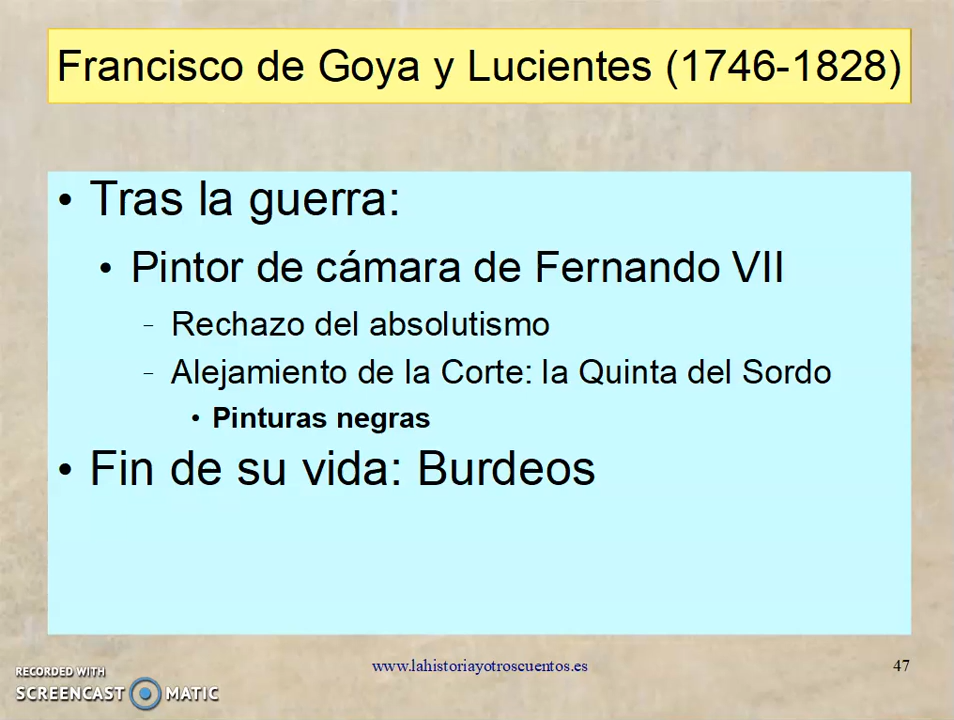 Francisco de Goya y Lucientes (1746-1828)
• Tras la guerra:
• Pintor de cámara de Fernando VII
– Rechazo del absolutismo
– Alejamiento de la Corte: la Quinta del Sordo
• Pinturas negras
• Fin de su vida: Burdeos
www.lahistoriayotroscuentos.es
47
RECORDED WITH
SCREENCAST MATIC